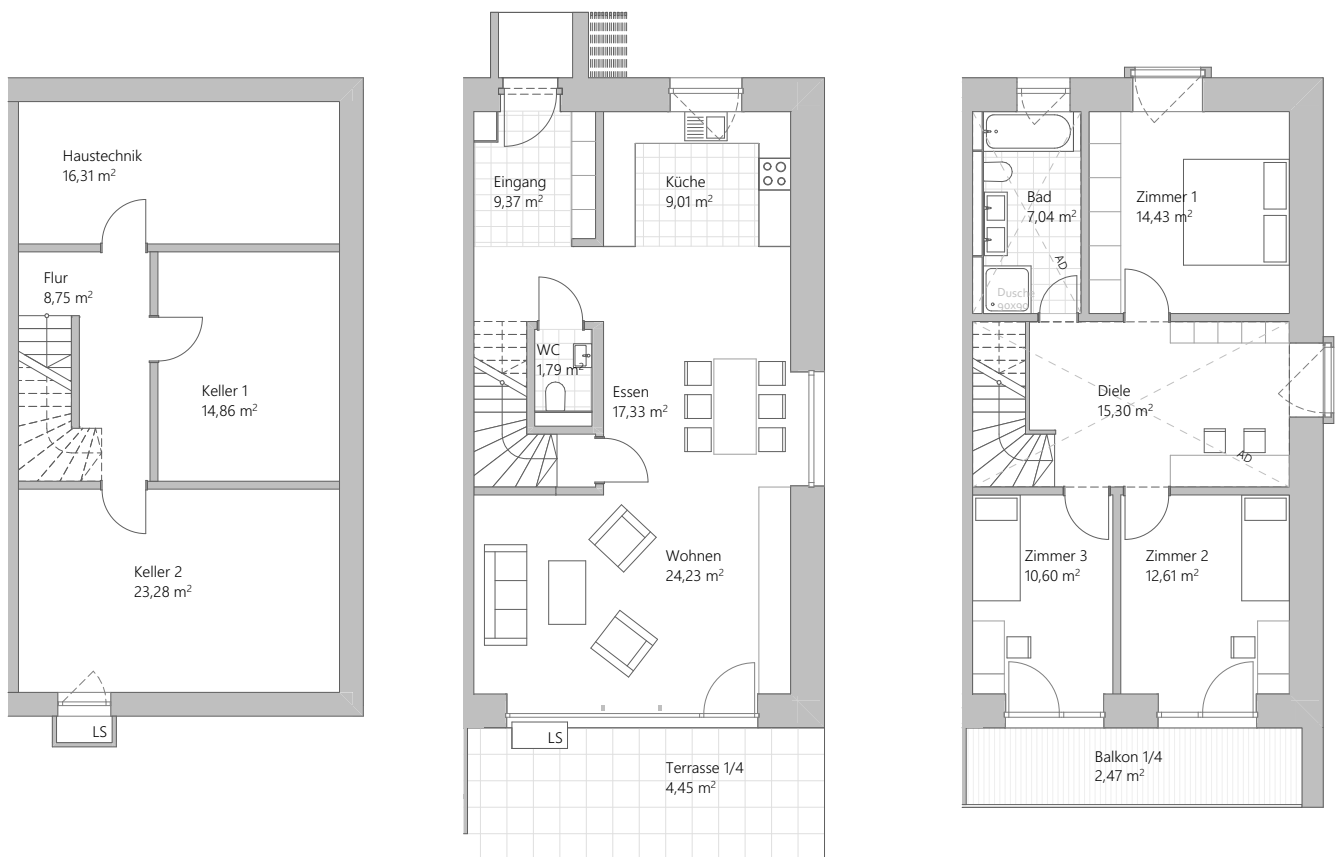 Haustechnik
16,31 m²
Flur
8,75 m²
Keller 1
14,86 m²
Keller 2
23,28 m²
LS
Eingang
9,37 m²
Küche
9,01 m²
WC
1,79 m²
Essen
17,33 m²
Wohnen
24,23 m²
LS
Terrasse 1/4
4,45 m²
Bad
7,04 m²
AD
Dusche
90x90
Zimmer 1
14,43 m²
Diele
15,30 m²
AD
Zimmer 3
10,60 m²
Zimmer 2
12,61 m²
Balkon 1/4
2,47 m²